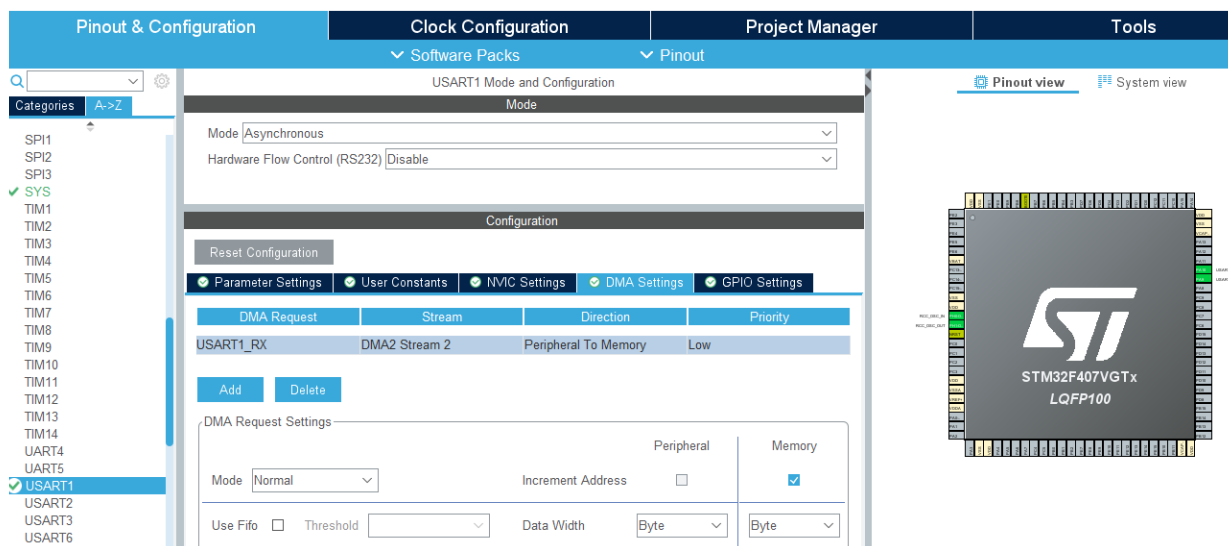 Pinout & Configuration Clock Configuration Project Manager Tools
Software Packs Pinout
USART1 Mode and Configuration
Pinout view System view
Categories A->Z
Mode
SPI1
SPI2
SPI3
SYS
TIM1
TIM2
TIM3
TIM4
TIM5
TIM6
TIM7
TIM8
TIM9
TIM10
TIM11
TIM12
TIM13
TIM14
UART4
UART5
USART1
USART2
USART3
USART6
Mode Asynchronous
Hardware Flow Control (RS232) Disable
Configuration
Reset Configuration
Parameter Settings User Constants NVIC Settings DMA Settings GPIO Settings
DMA Request Stream Direction Priority
USART1_RX DMA2 Stream 2 Peripheral To Memory Low
Add Delete
DMA Request Settings
Peripheral Memory
Mode Normal Increment Address
Use Fifo Threshold Data Width Byte Byte
RCC_OSC_IN
RCC_OSC_OUT
STM32F407VGTx
LQFP100